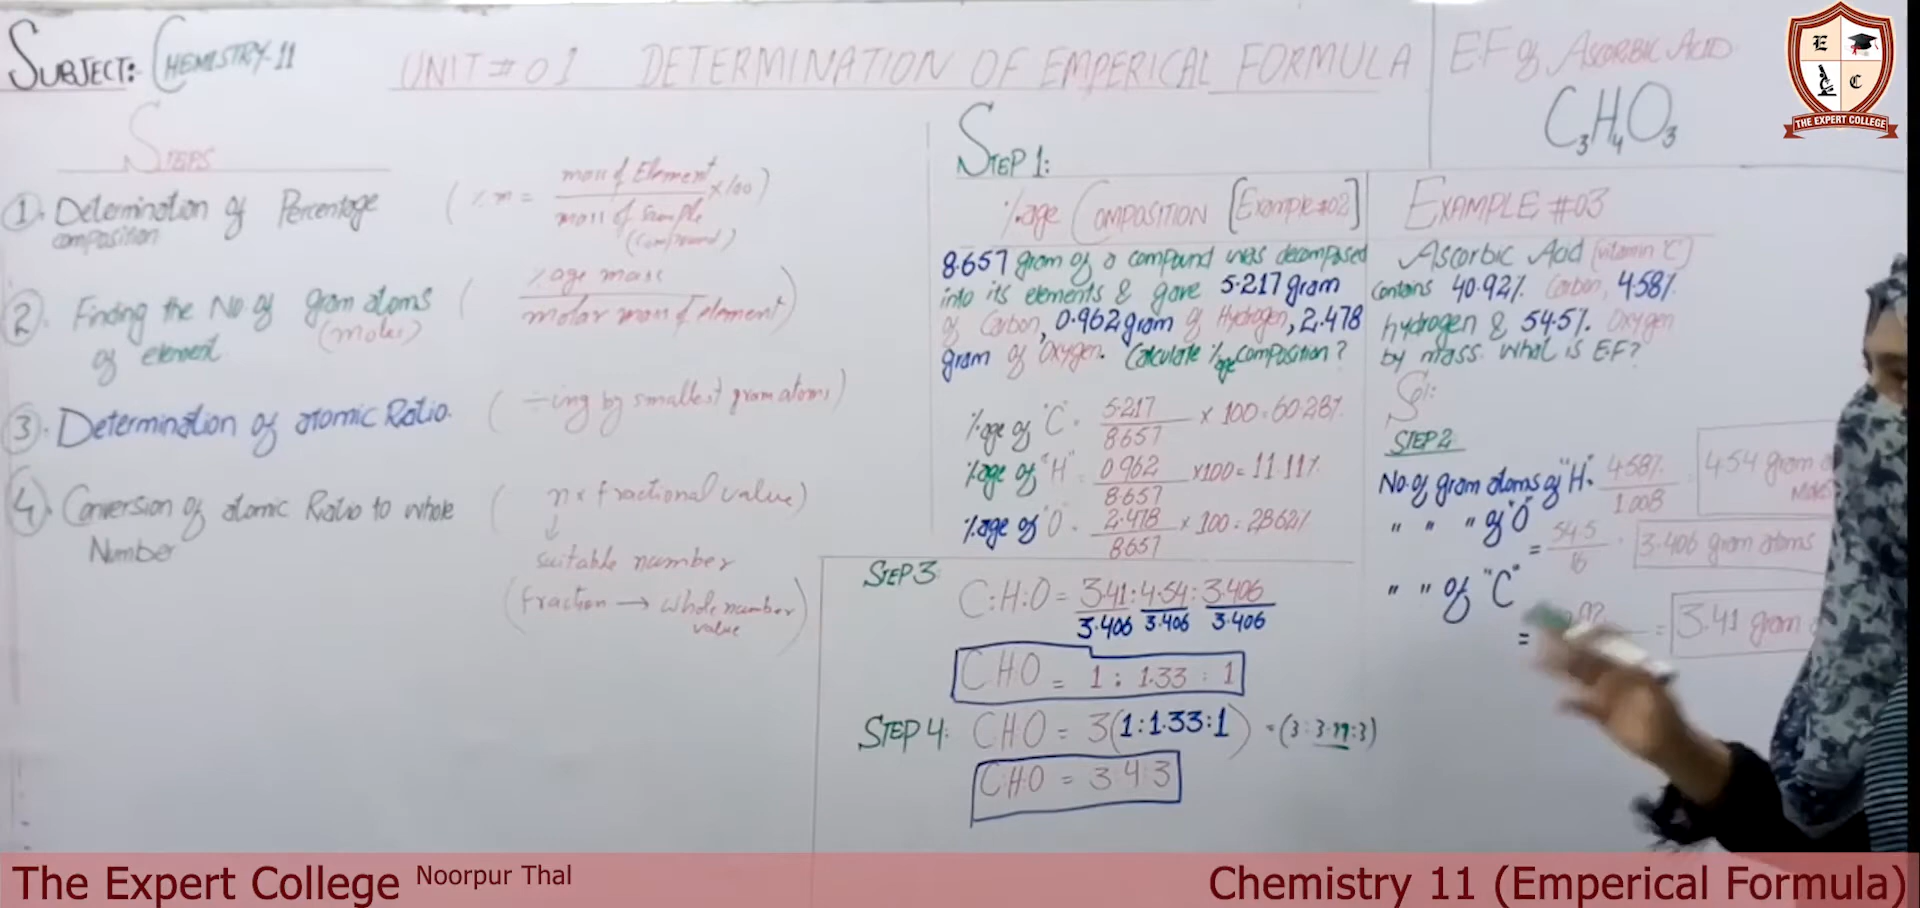 SUBJECT: CHEMISTRY-11
UNIT # 01 DETERMINATION OF EMPERICAL FORMULA
EF of ASCORBIC ACID
C3H4O3
E
C
THE EXPERT COLLEGE
STEPS
1. Determination of Percentage
composition
( % m = mass of Element / mass of Sample × 100 )
(compound)
2. Finding the No. of gram atoms
(moles)
of element
( %age mass / molar mass of element )
3. Determination of atomic Ratio.
( ÷ing by smallest gram atoms )
4. Conversion of atomic Ratio to whole
Number
( n × fractional value )
↓
suitable number
(fraction → whole number
value)
STEP 1:
%age COMPOSITION [Example #02]
8.657 gram of a compound was decomposed
into its elements & gave 5.217 gram
of Carbon, 0.962 gram of Hydrogen, 2.478
gram of Oxygen. Calculate %age composition?
%age of "C" = 5.217 / 8.657 × 100 = 60.28%
%age of "H" = 0.962 / 8.657 × 100 = 11.11%
%age of "O" = 2.478 / 8.657 × 100 = 28.62%
EXAMPLE #03
Ascorbic Acid (vitamin 'C')
contains 40.92% Carbon, 4.58%
hydrogen & 54.5% Oxygen
by mass. What is E.F?
Sol:
STEP 2
No. of gram atoms of "H" = 4.58% / 1.008 = 4.54 gram
" " " of "O"
= 54.5 / 16 = 3.406 gram atoms
" " of "C"
= 3.41 gram
STEP 3
C:H:O = 3.41 : 4.54 : 3.406
3.406 3.406 3.406
C H O = 1 : 1.33 : 1
STEP 4: C H O = 3(1:1.33:1) = (3 : 3.99 : 3)
C H O = 3 4 3
The Expert College Noorpur Thal
Chemistry 11 (Emperical Formula)